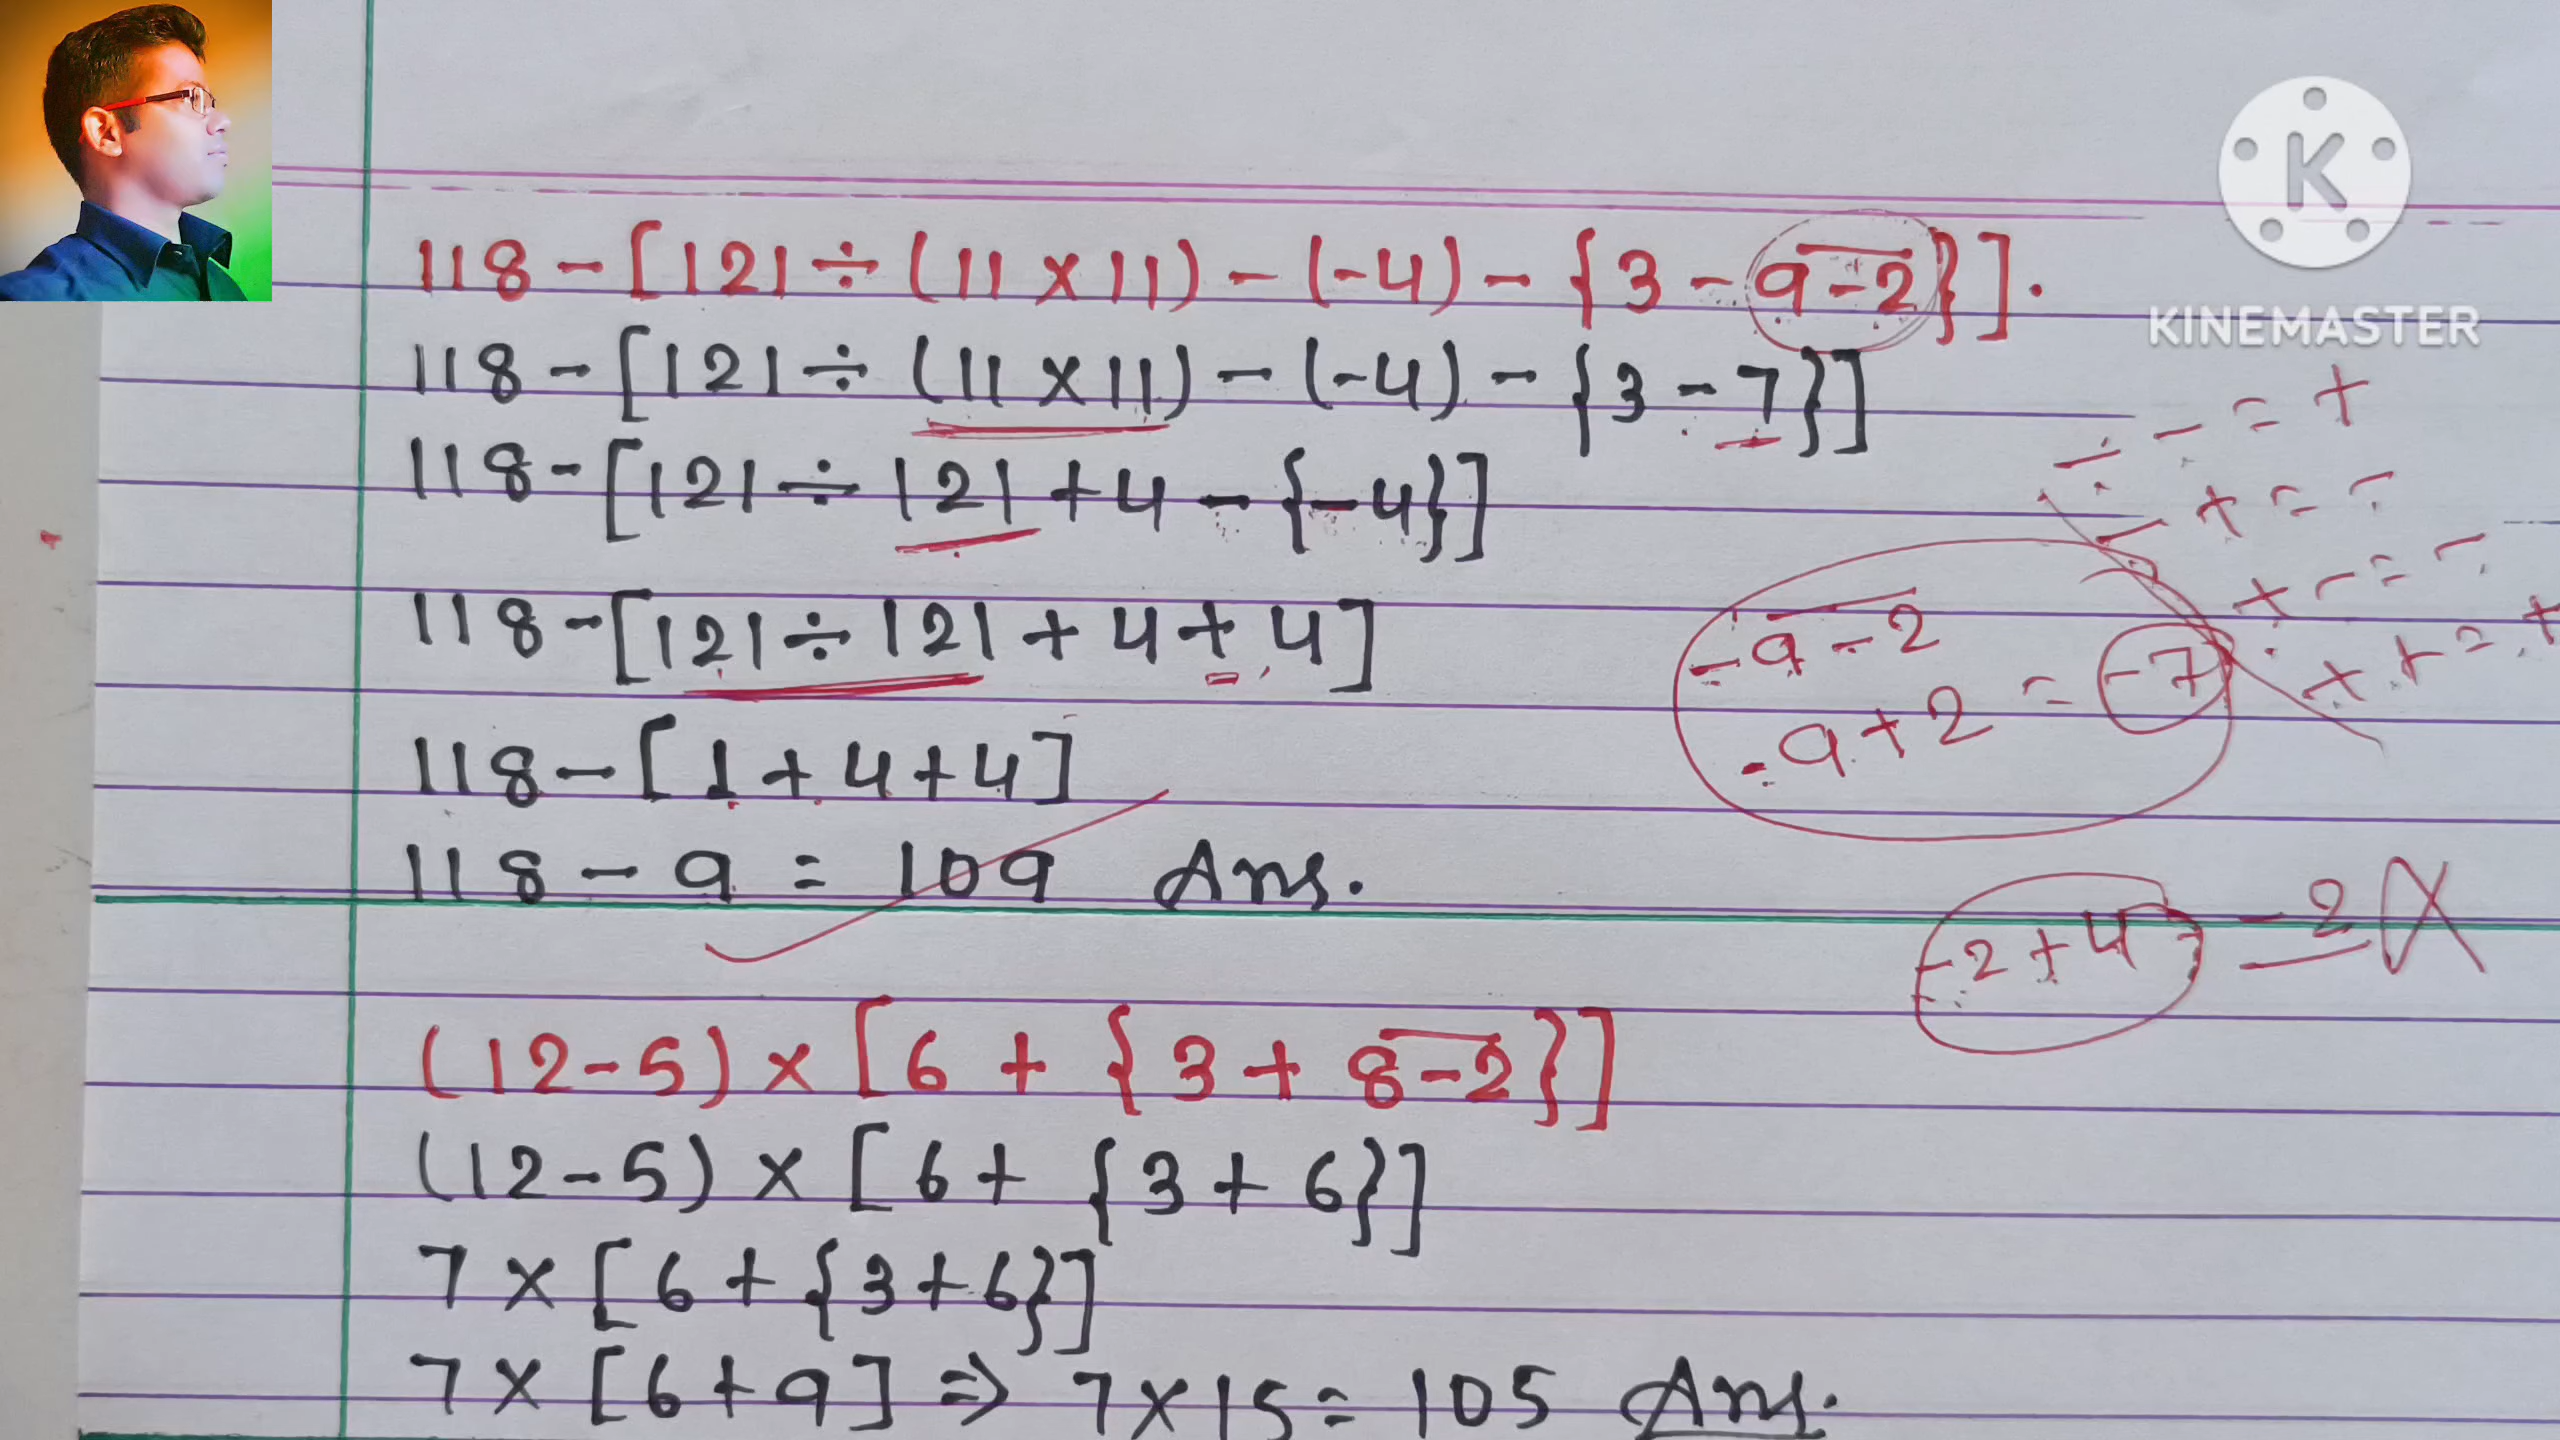 118 - [121 ÷ (11 × 11) - (-4) - {3 - 9̅ ̅-̅ ̅2̅}].
118 - [121 ÷ (11 × 11) - (-4) - {3 - 7}]
118 - [121 ÷ 121 + 4 - {-4}]
118 - [121 ÷ 121 + 4 + 4]
118 - [1 + 4 + 4]
118 - 9 = 109 Ans.
(12 - 5) × [6 + {3 + 8̅ ̅-̅ ̅2̅}]
(12 - 5) × [6 + {3 + 6}]
7 × [6 + {3 + 6}]
7 × [6 + 9] ⇒ 7 × 15 = 105 Ans.
K
KINEMASTER
- - = +
- + = -
+ - = -
+ + = +
- 9̅ ̅-̅ ̅2̅
- 9 + 2 = -7
-2 + 4 -2 X